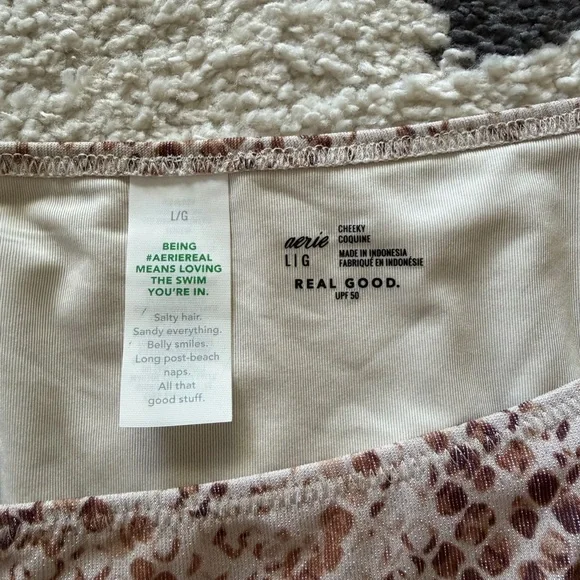 L/G
BEING
#AERIEREAL
MEANS LOVING
THE SWIM
YOU'RE IN.
Salty hair.
Sandy everything.
Belly smiles.
Long post-beach
naps.
All that
good stuff.
aerie
CHEEKY
COQUINE
L|G
MADE IN INDONESIA
FABRIQUÉ EN INDONÉSIE
REAL GOOD.
UPF 50